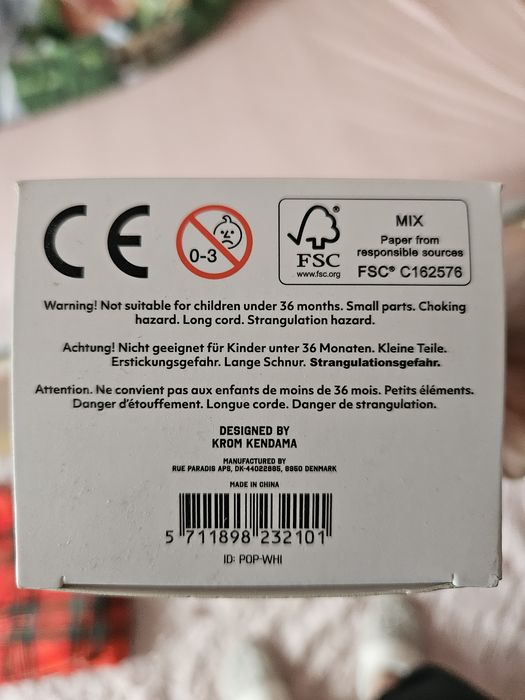 CE
0-3
FSC®
www.fsc.org
MIX
Paper from
responsible sources
FSC® C162576
Warning! Not suitable for children under 36 months. Small parts. Choking
hazard. Long cord. Strangulation hazard.
Achtung! Nicht geeignet für Kinder unter 36 Monaten. Kleine Teile.
Erstickungsgefahr. Lange Schnur. Strangulationsgefahr.
Attention. Ne convient pas aux enfants de moins de 36 mois. Petits éléments.
Danger d'étouffement. Longue corde. Danger de strangulation.
DESIGNED BY
KROM KENDAMA
MANUFACTURED BY
RUE PARADIS APS, DK-44022885, 8950 DENMARK
MADE IN CHINA
5 711898 232101
ID: POP-WHI